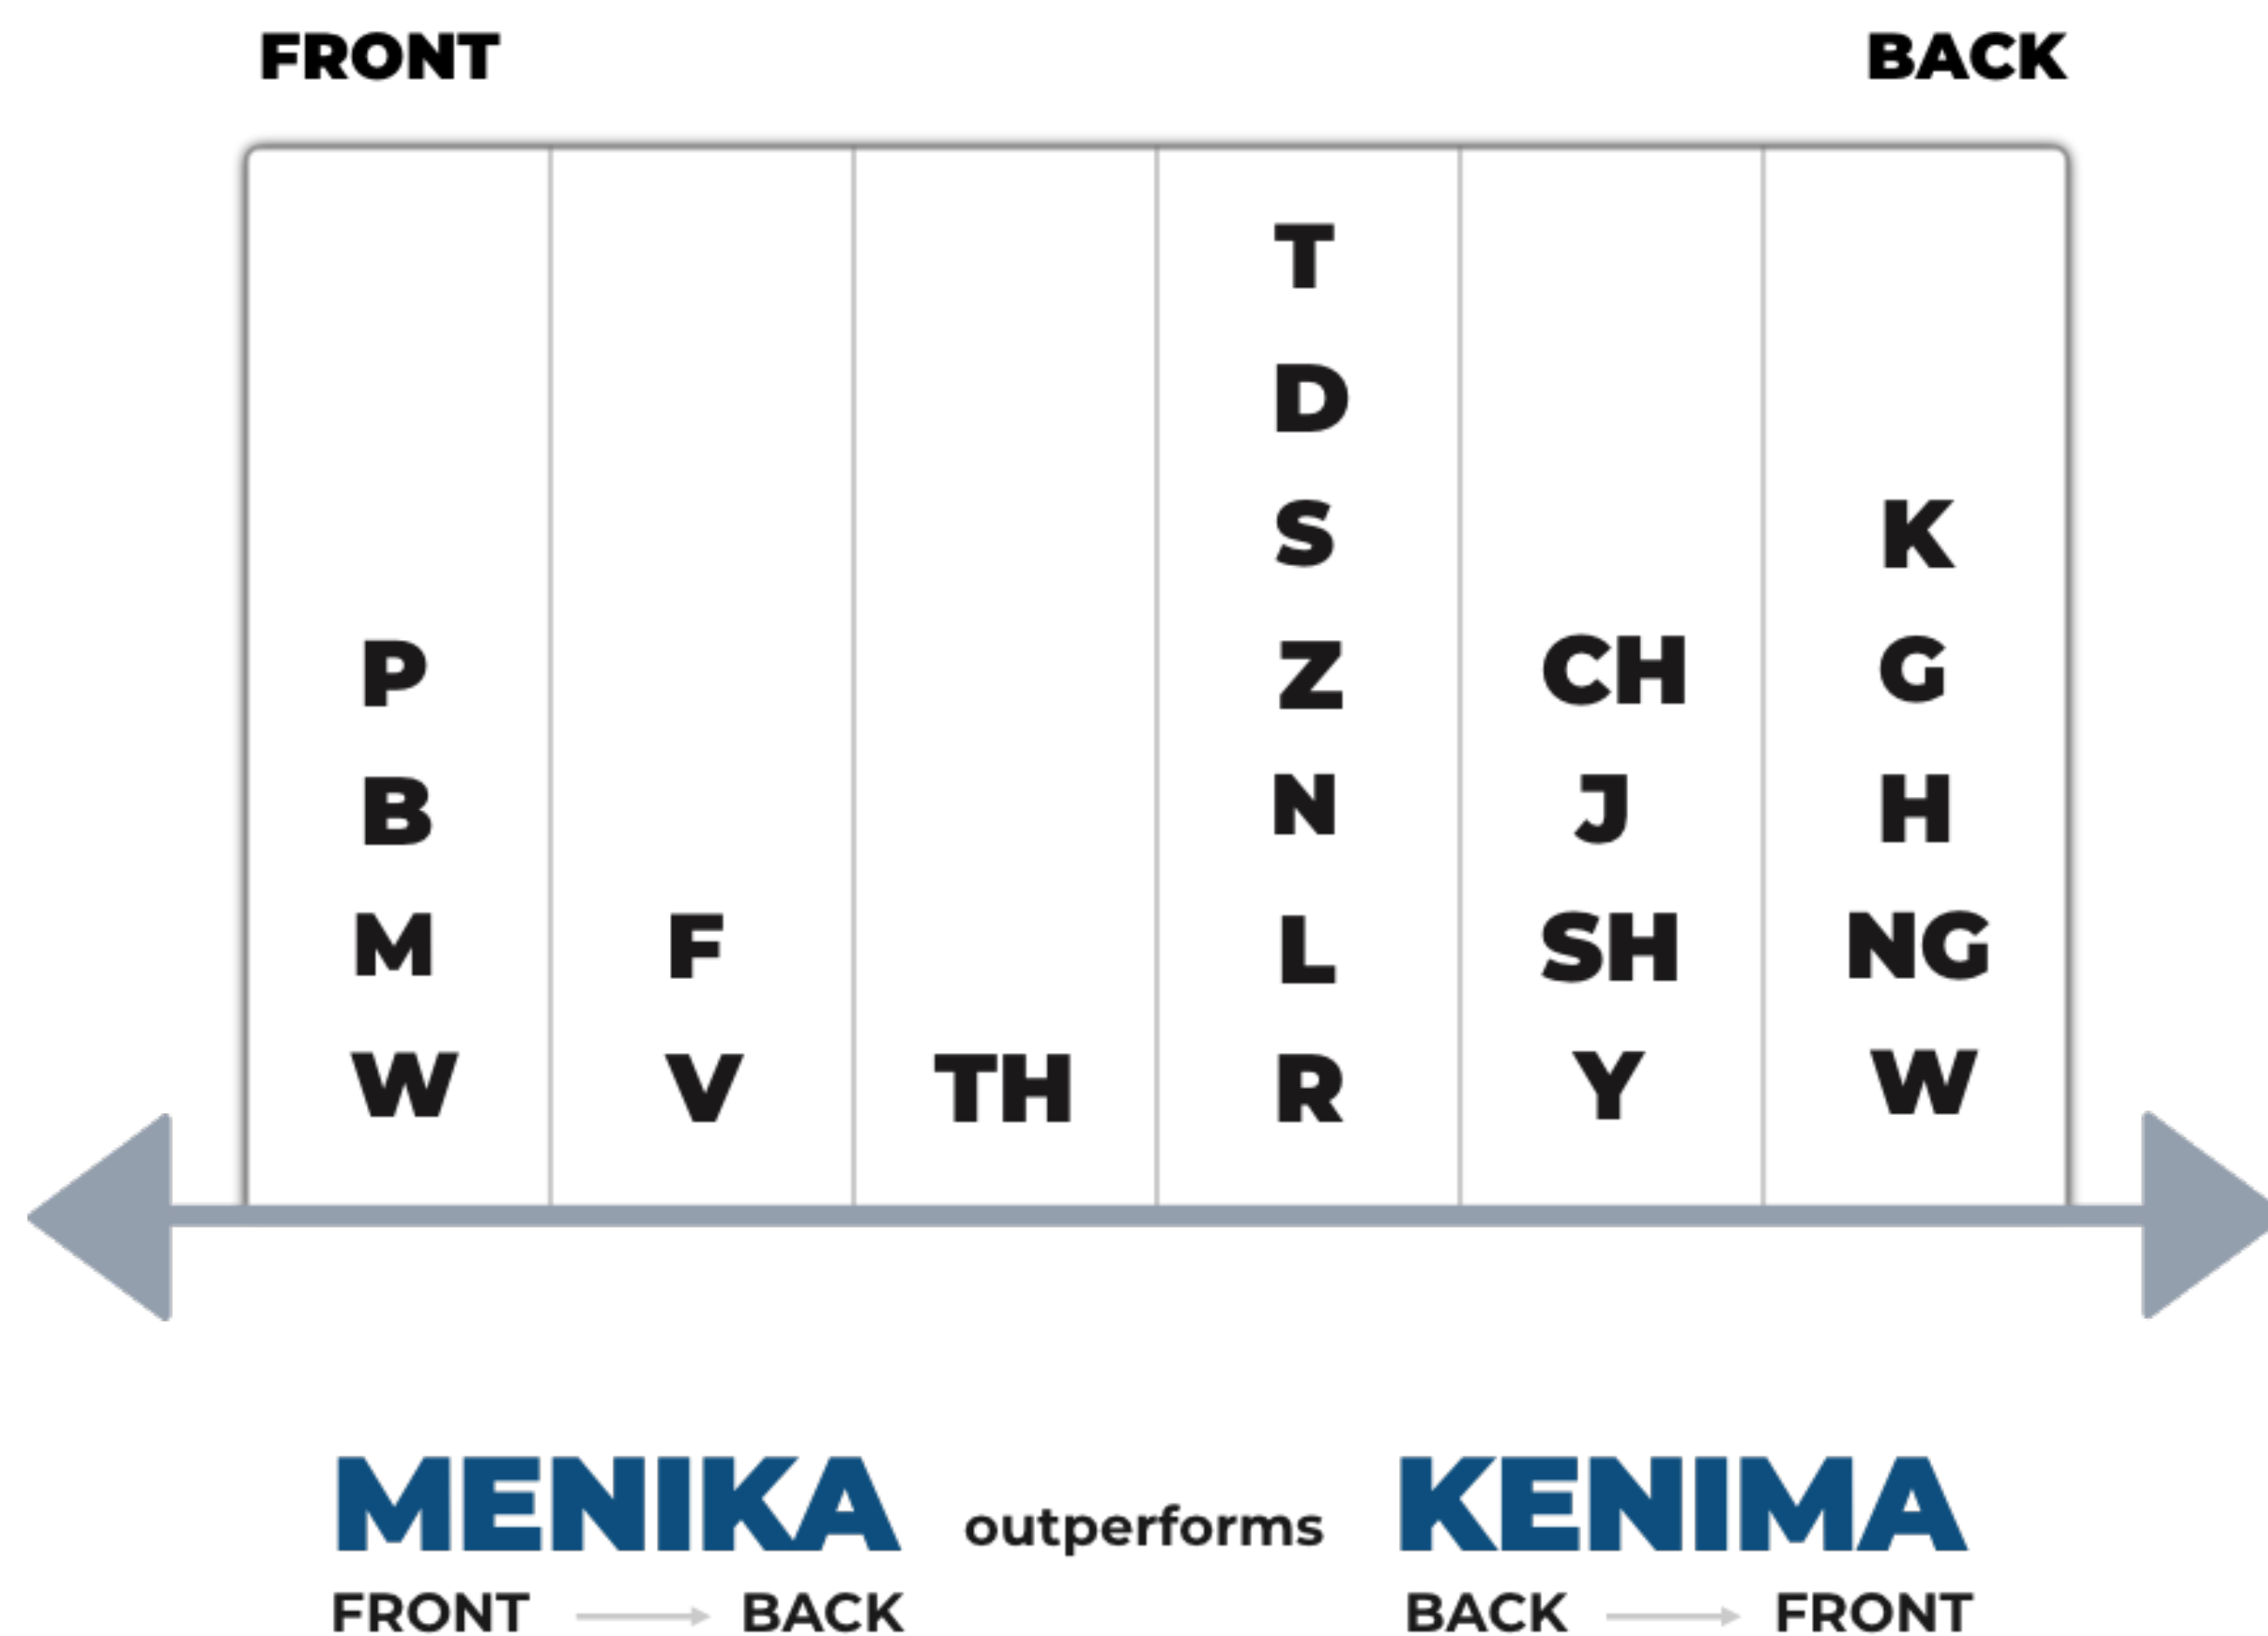 FRONT BACK
T
D
S K
P Z CH G
B N J H
M F L SH NG
W V TH R Y W
MENIKA outperforms KENIMA
FRONT BACK BACK FRONT